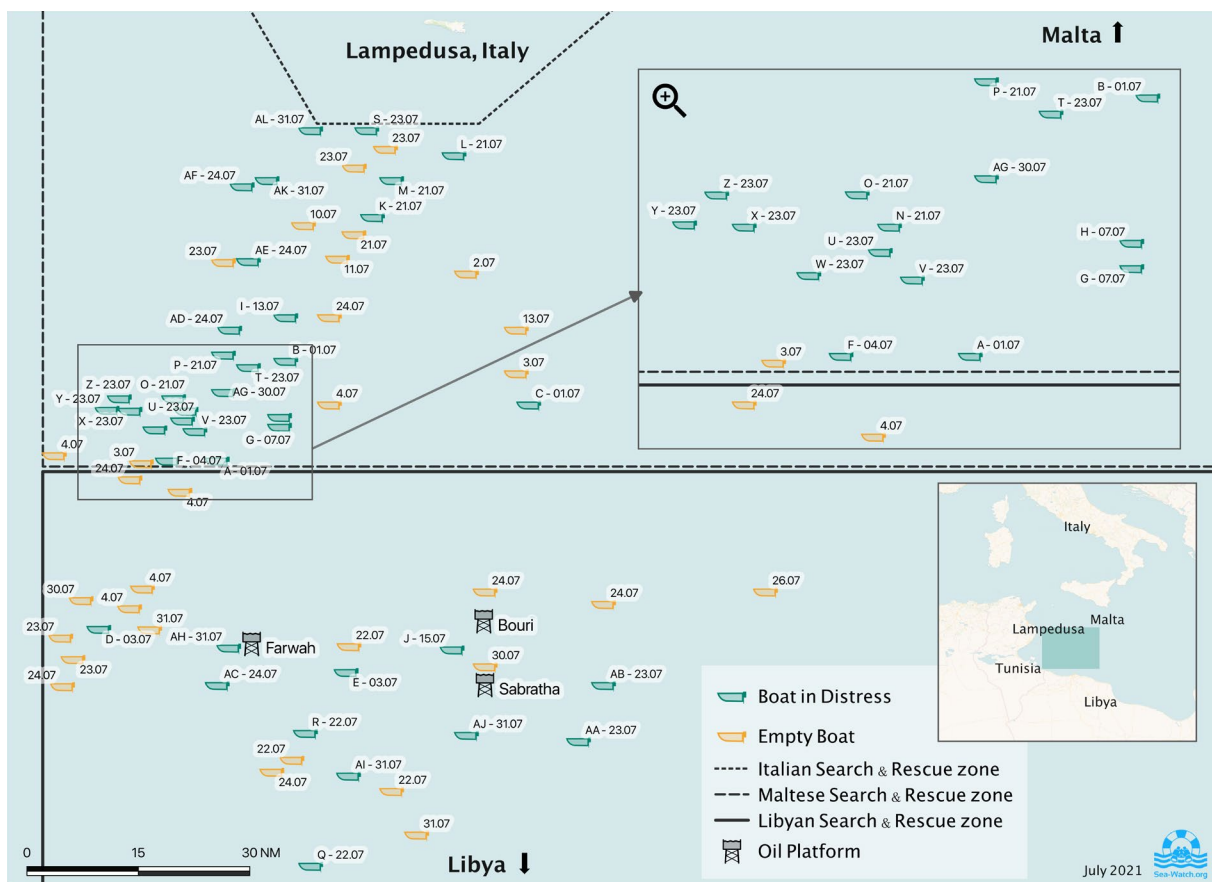 Lampedusa, Italy
Malta
AL - 31.07
S - 23.07
23.07
L - 21.07
23.07
AF - 24.07
AK - 31.07
M - 21.07
K - 21.07
10.07
21.07
23.07
AE - 24.07
11.07
2.07
I - 13.07
24.07
AD - 24.07
13.07
B - 01.07
P - 21.07
T - 23.07
3.07
Z - 23.07
O - 21.07
AG - 30.07
Y - 23.07
U - 23.07
4.07
C - 01.07
X - 23.07
V - 23.07
G - 07.07
4.07
3.07
F - 04.07
24.07
A - 01.07
4.07
P - 21.07
B - 01.07
T - 23.07
AG - 30.07
Z - 23.07
O - 21.07
Y - 23.07
X - 23.07
N - 21.07
H - 07.07
U - 23.07
W - 23.07
V - 23.07
G - 07.07
3.07
F - 04.07
A - 01.07
24.07
4.07
Italy
Malta
Lampedusa
Tunisia
Libya
4.07
30.07
4.07
24.07
24.07
26.07
23.07
D - 03.07
31.07
AH - 31.07
Farwah
22.07
J - 15.07
Bouri
24.07
23.07
AC - 24.07
E - 03.07
30.07
Sabratha
AB - 23.07
R - 22.07
AJ - 31.07
AA - 23.07
22.07
24.07
AI - 31.07
22.07
31.07
Q - 22.07
Boat in Distress
Empty Boat
Italian Search & Rescue zone
Maltese Search & Rescue zone
Libyan Search & Rescue zone
Oil Platform
0 15 30 NM
Libya
July 2021
Sea-Watch.org